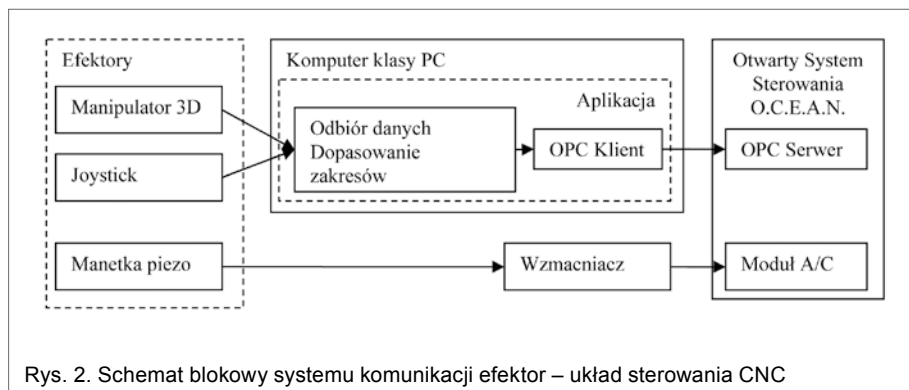 Efektory
Manipulator 3D
Joystick
Manetka piezo
Komputer klasy PC
Aplikacja
Odbiór danych
Dopasowanie
zakresów
OPC Klient
Wzmacniacz
Otwarty System
Sterowania
O.C.E.A.N.
OPC Serwer
Moduł A/C
Rys. 2. Schemat blokowy systemu komunikacji efektor – układ sterowania CNC